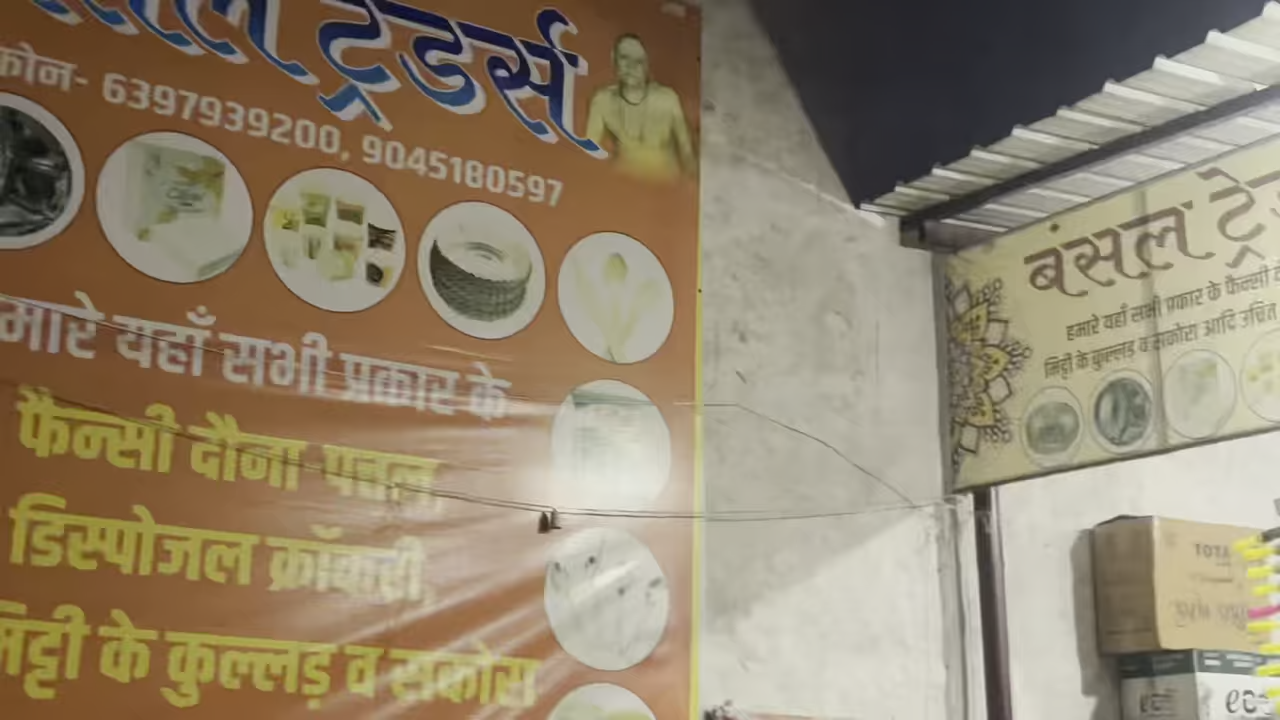 ट्रेडर्स
फोन- 6397939200, 9045180597
हमारे यहाँ सभी प्रकार के
फैन्सी दौना पत्तल,
डिस्पोजल क्रॉकरी,
मिट्टी के कुल्लड़ व सकोरा
बंसल ट्रे
हमारे यहाँ सभी प्रकार के फैन्सी
मिट्टी के कुल्लड़ व सकोरा आदि उचित
TOTA